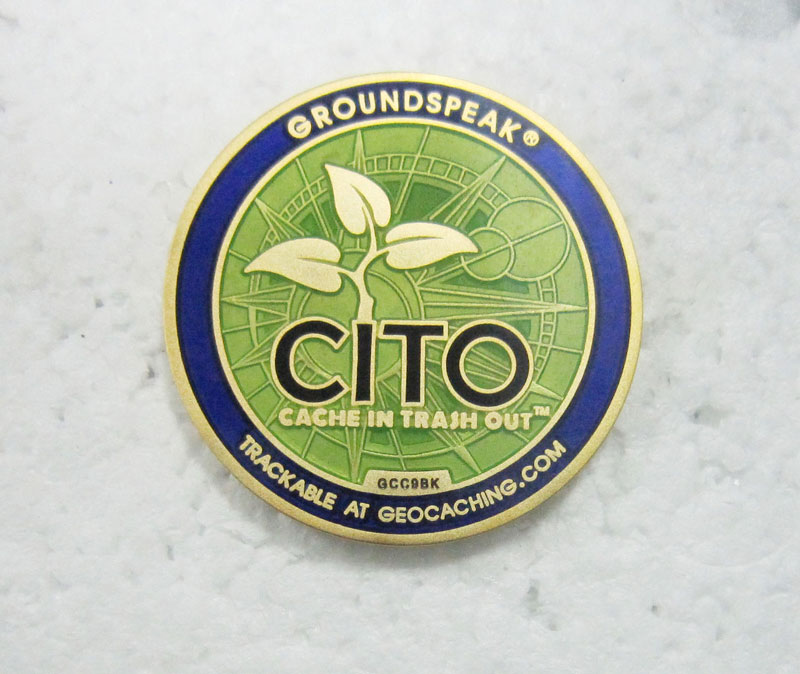 GROUNDSPEAK®
CITO
CACHE IN TRASH OUT™
GCC9BK
TRACKABLE AT GEOCACHING.COM